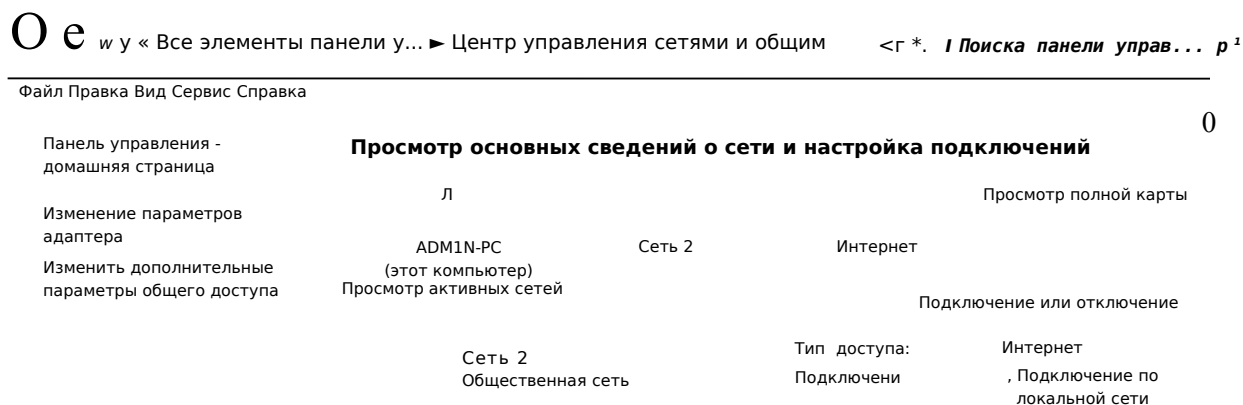 О е w у « Все элементы панели у... ► Центр управления сетями и общим <г *. I Поиска панели управ... р ¹
Файл Правка Вид Сервис Справка
0
Панель управления -
домашняя страница
Просмотр основных сведений о сети и настройка подключений
Л
Просмотр полной карты
Изменение параметров
адаптера
ADM1N-PC
(этот компьютер)
Сеть 2
Интернет
Изменить дополнительные
параметры общего доступа
Просмотр активных сетей
Подключение или отключение
Сеть 2
Общественная сеть
Тип доступа:
Интернет
Подключени
, Подключение по
локальной сети